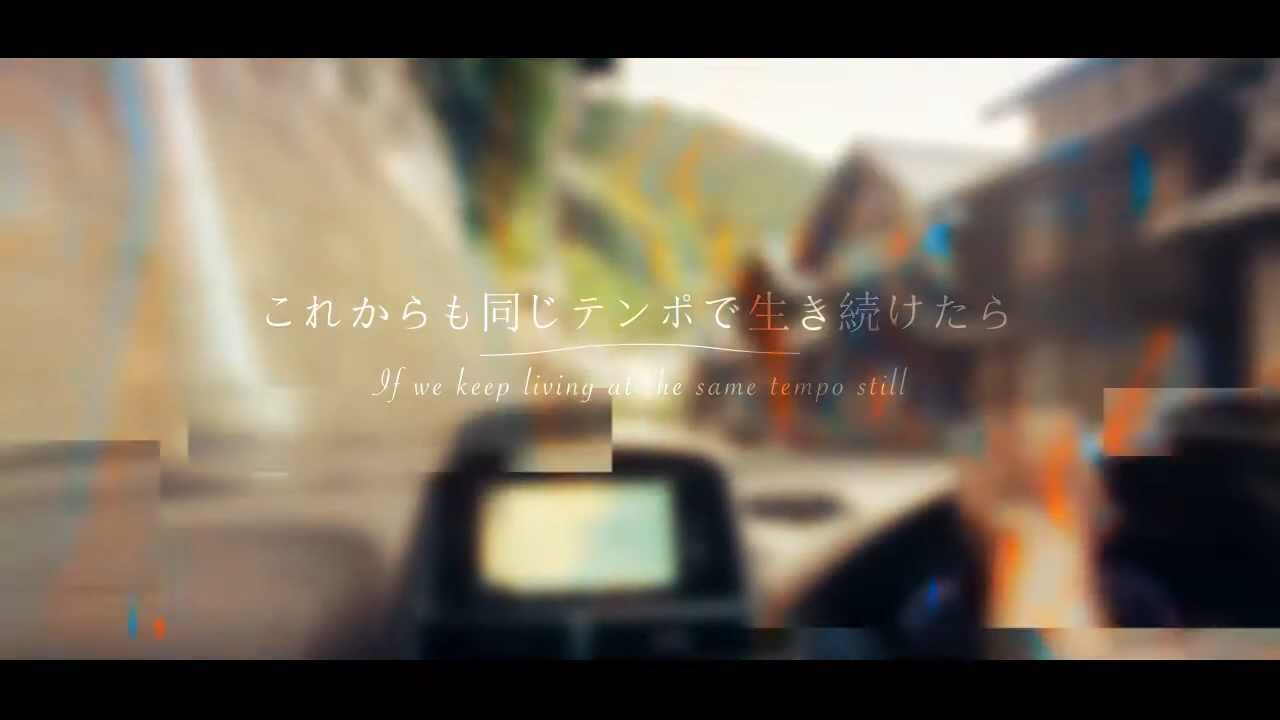 これからも同じテンポで生き続けたら
If we keep living at the same tempo still